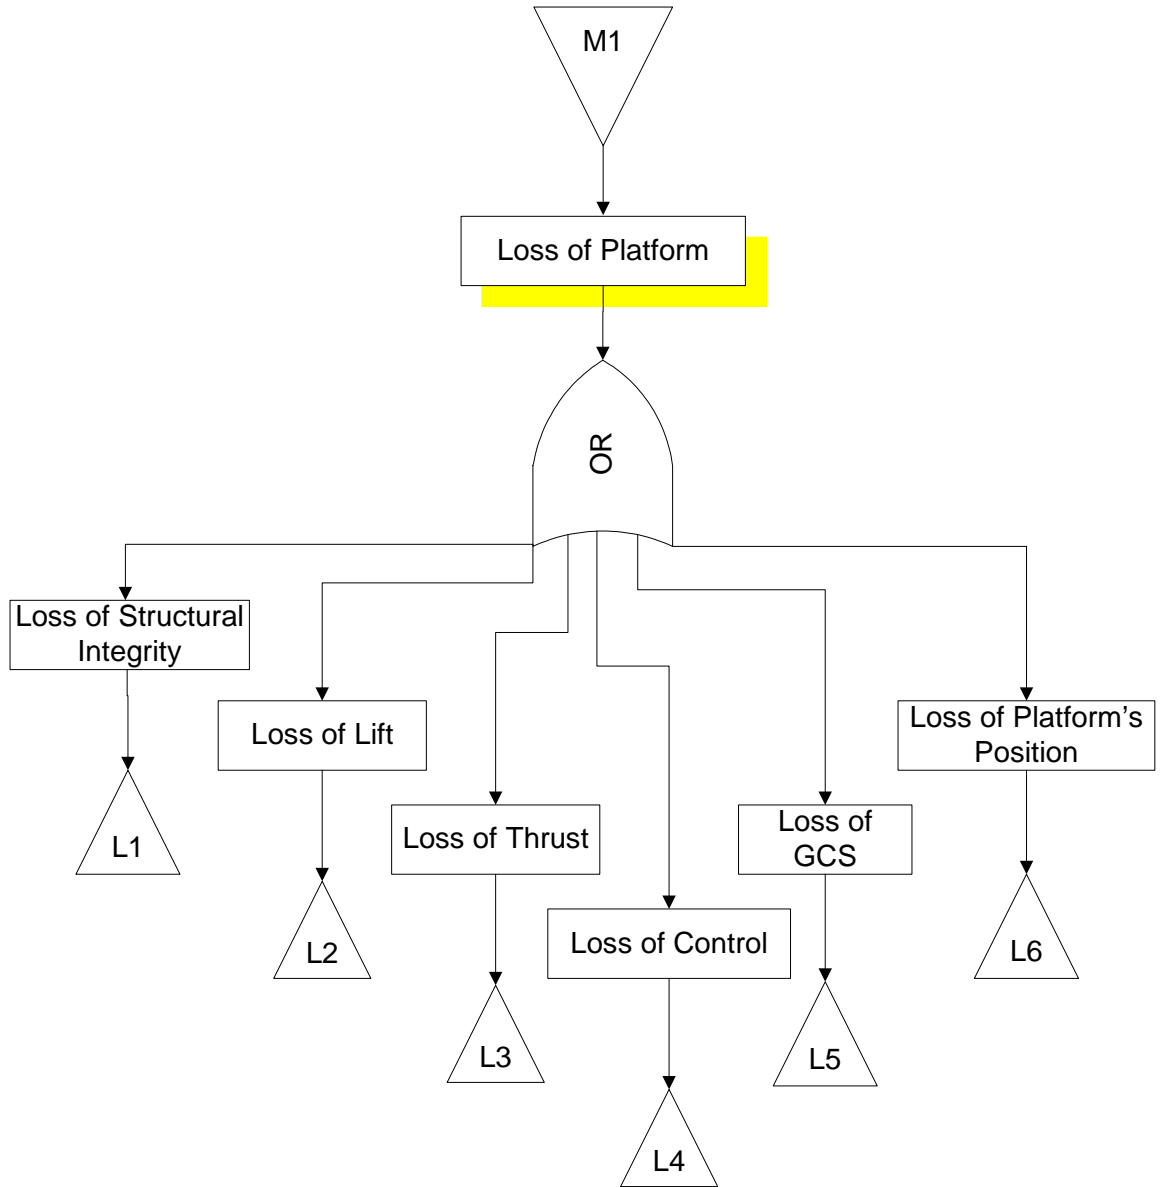 M1
Loss of Platform
OR
Loss of Structural
Integrity
Loss of Lift
Loss of Platform’s
Position
Loss of Thrust
Loss of
GCS
L1
Loss of Control
L2
L6
L3
L5
L4